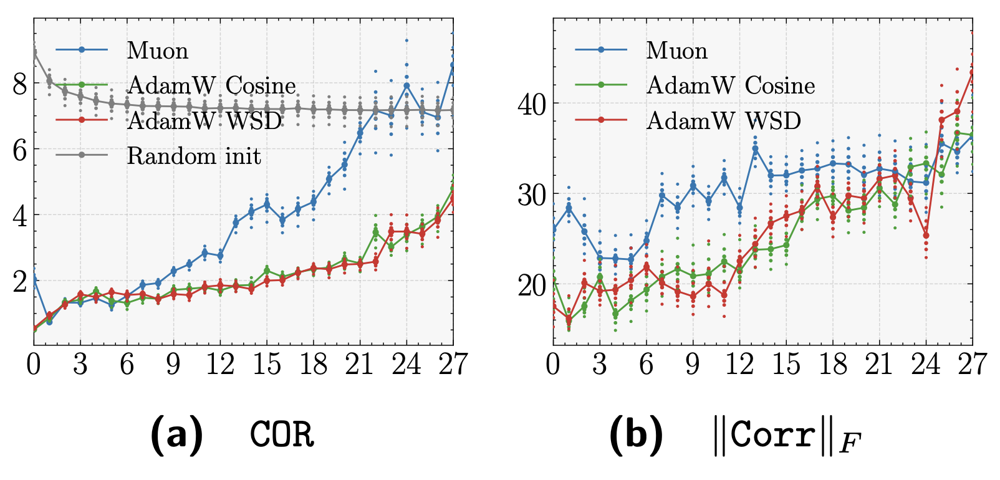 Muon
AdamW Cosine
AdamW WSD
Random init
8
6
4
2
0 3 6 9 12 15 18 21 24 27
(a) COR
Muon
AdamW Cosine
AdamW WSD
40
30
20
0 3 6 9 12 15 18 21 24 27
(b) ‖Corr‖_F